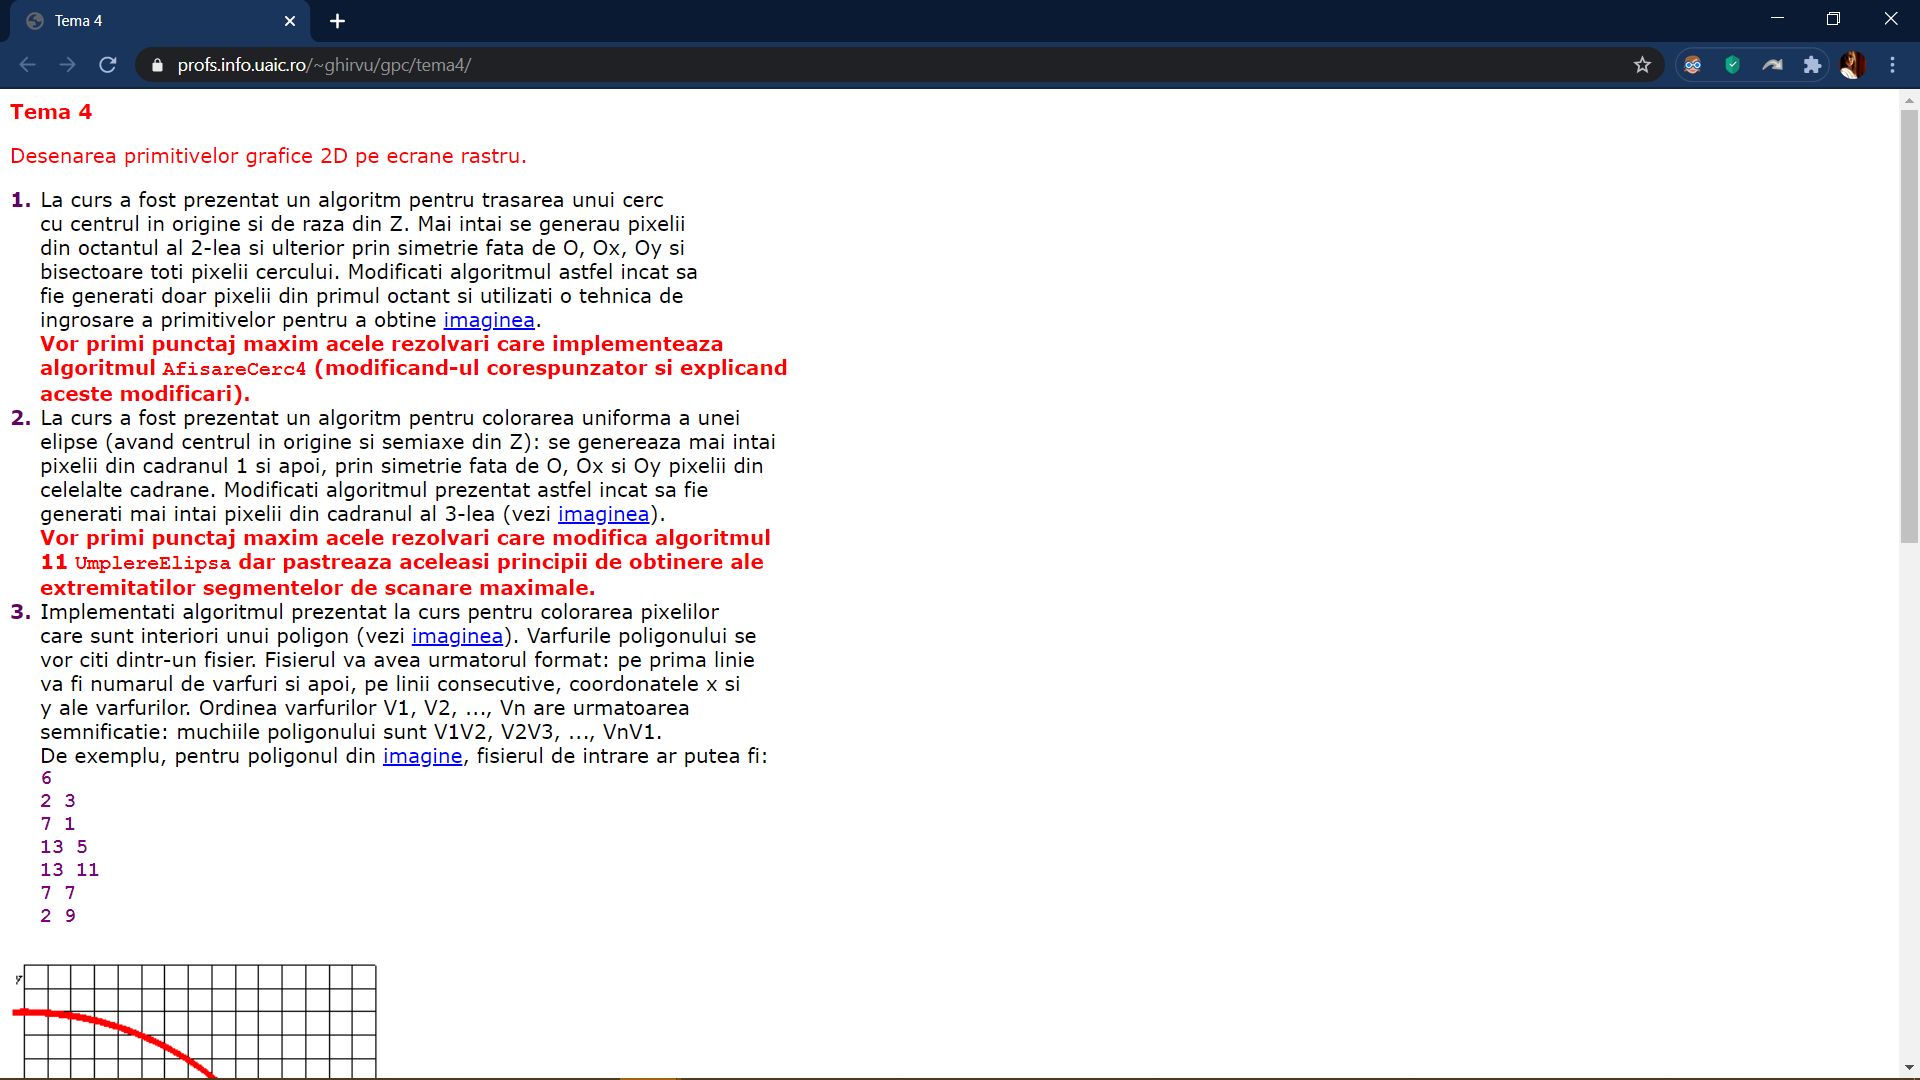 Tema 4
profs.info.uaic.ro/~ghirvu/gpc/tema4/
Tema 4
Desenarea primitivelor grafice 2D pe ecrane rastru.
1. La curs a fost prezentat un algoritm pentru trasarea unui cerc
cu centrul in origine si de raza din Z. Mai intai se generau pixelii
din octantul al 2-lea si ulterior prin simetrie fata de O, Ox, Oy si
bisectoare toti pixelii cercului. Modificati algoritmul astfel incat sa
fie generati doar pixelii din primul octant si utilizati o tehnica de
ingrosare a primitivelor pentru a obtine imaginea.
Vor primi punctaj maxim acele rezolvari care implementeaza
algoritmul AfisareCerc4 (modificand-ul corespunzator si explicand
aceste modificari).
2. La curs a fost prezentat un algoritm pentru colorarea uniforma a unei
elipse (avand centrul in origine si semiaxe din Z): se genereaza mai intai
pixelii din cadranul 1 si apoi, prin simetrie fata de O, Ox si Oy pixelii din
celelalte cadrane. Modificati algoritmul prezentat astfel incat sa fie
generati mai intai pixelii din cadranul al 3-lea (vezi imaginea).
Vor primi punctaj maxim acele rezolvari care modifica algoritmul
11 UmplereElipsa dar pastreaza aceleasi principii de obtinere ale
extremitatilor segmentelor de scanare maximale.
3. Implementati algoritmul prezentat la curs pentru colorarea pixelilor
care sunt interiori unui poligon (vezi imaginea). Varfurile poligonului se
vor citi dintr-un fisier. Fisierul va avea urmatorul format: pe prima linie
va fi numarul de varfuri si apoi, pe linii consecutive, coordonatele x si
y ale varfurilor. Ordinea varfurilor V1, V2, ..., Vn are urmatoarea
semnificatie: muchiile poligonului sunt V1V2, V2V3, ..., VnV1.
De exemplu, pentru poligonul din imagine, fisierul de intrare ar putea fi:
6
2 3
7 1
13 5
13 11
7 7
2 9
y